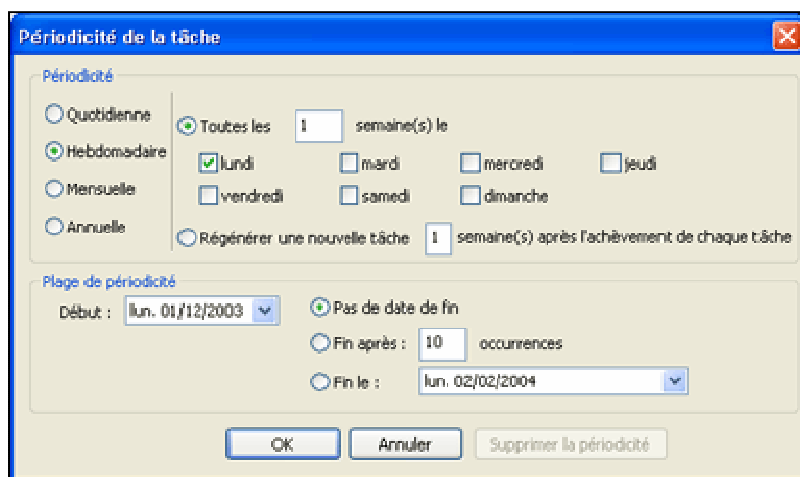 Périodicité de la tâche
Périodicité
Quotidienne
Hebdomadaire
Mensuelle
Annuelle
Toutes les 1 semaine(s) le
lundi mardi mercredi jeudi
vendredi samedi dimanche
Régénérer une nouvelle tâche 1 semaine(s) après l'achèvement de chaque tâche
Plage de périodicité
Début : lun. 01/12/2003
Pas de date de fin
Fin après : 10 occurrences
Fin le : lun. 02/02/2004
OK Annuler Supprimer la périodicité